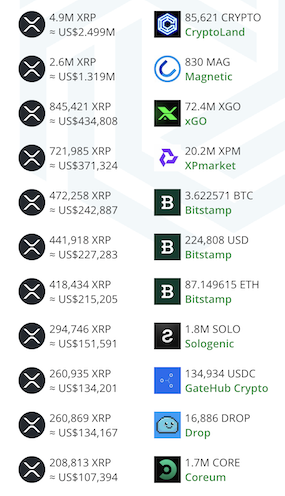 4.9M XRP
≈ US$2.499M
85,621 CRYPTO
CryptoLand
2.6M XRP
≈ US$1.319M
830 MAG
Magnetic
845,421 XRP
≈ US$434,808
72.4M XGO
xGO
721,985 XRP
≈ US$371,324
20.2M XPM
XPmarket
472,258 XRP
≈ US$242,887
3.622571 BTC
Bitstamp
441,918 XRP
≈ US$227,283
224,808 USD
Bitstamp
418,434 XRP
≈ US$215,205
87.149615 ETH
Bitstamp
294,746 XRP
≈ US$151,591
1.8M SOLO
Sologenic
260,935 XRP
≈ US$134,201
134,934 USDC
GateHub Crypto
260,869 XRP
≈ US$134,167
16,886 DROP
Drop
208,813 XRP
≈ US$107,394
1.7M CORE
Coreum